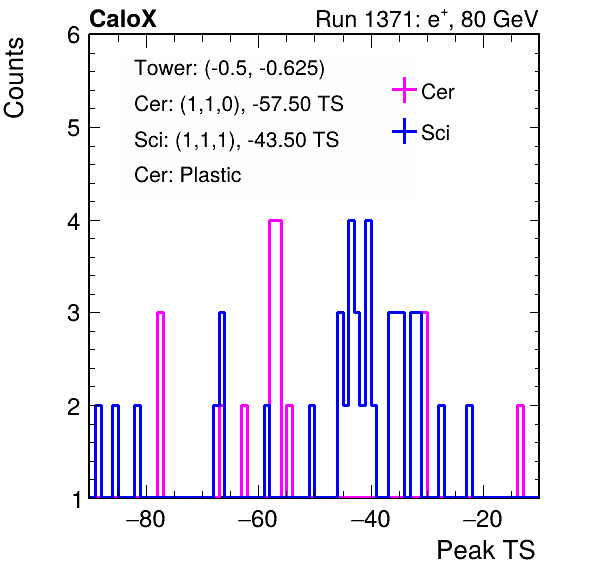 CaloX Run 1371: e⁺, 80 GeV
Counts
6
5
4
3
2
1
Tower: (-0.5, -0.625)
Cer: (1,1,0), -57.50 TS
Sci: (1,1,1), -43.50 TS
Cer: Plastic
Cer
Sci
−80 −60 −40 −20
Peak TS